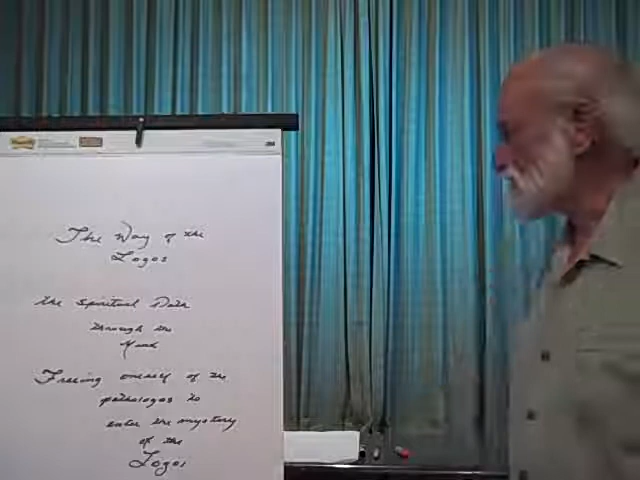 The Way of the
Logos
the Spiritual Path
through the
Mind
Freeing oneself of the
pathologos to
enter the mystery
of the
Logos